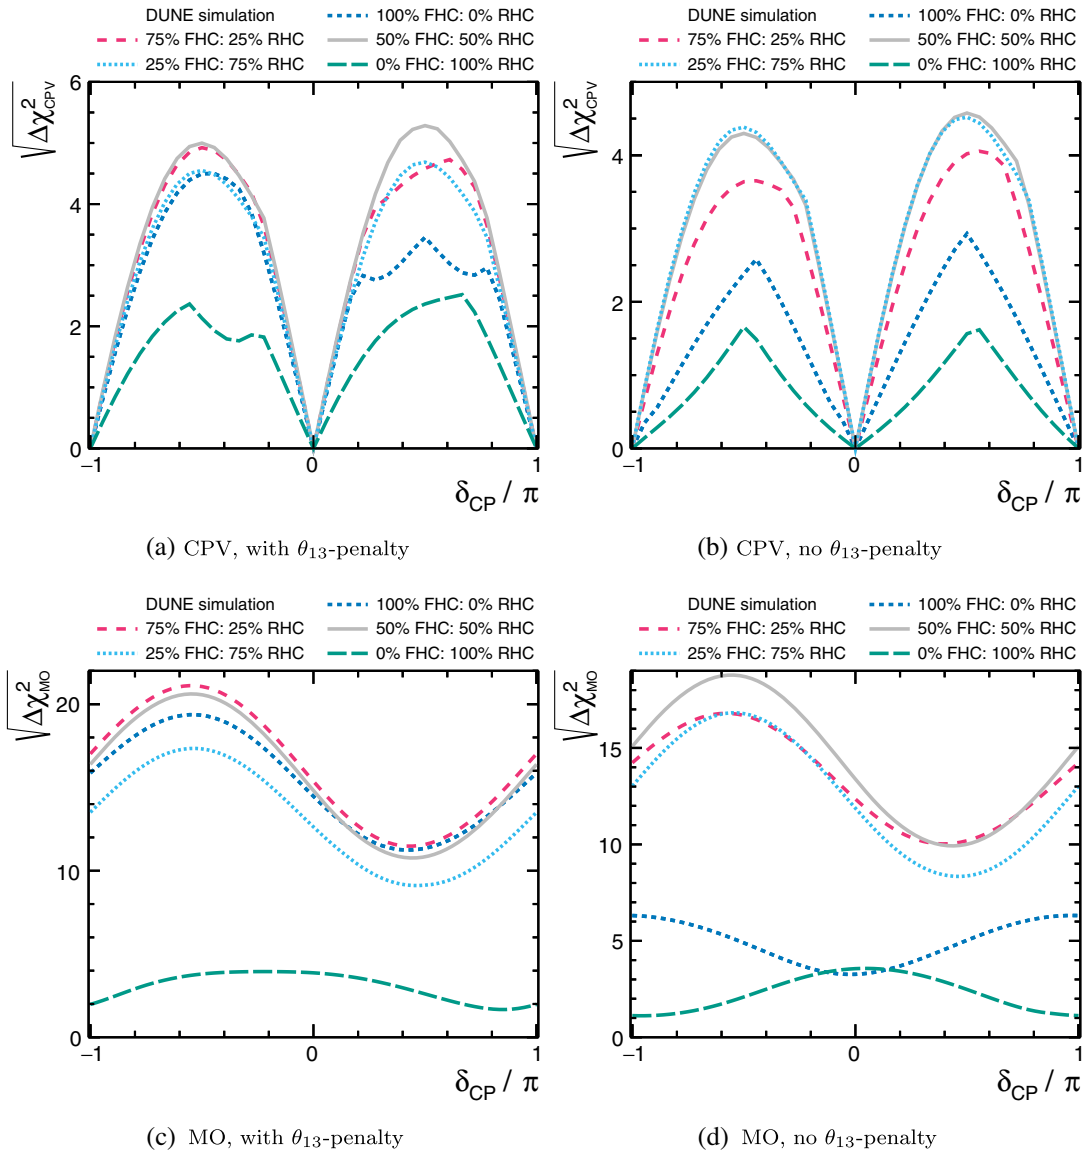 DUNE simulation 100% FHC: 0% RHC
75% FHC: 25% RHC 50% FHC: 50% RHC
25% FHC: 75% RHC 0% FHC: 100% RHC
√Δχ²CPV
6
4
2
0
−1 0 1
δCP / π
(a) CPV, with θ13-penalty
DUNE simulation 100% FHC: 0% RHC
75% FHC: 25% RHC 50% FHC: 50% RHC
25% FHC: 75% RHC 0% FHC: 100% RHC
√Δχ²CPV
4
2
0
−1 0 1
δCP / π
(b) CPV, no θ13-penalty
DUNE simulation 100% FHC: 0% RHC
75% FHC: 25% RHC 50% FHC: 50% RHC
25% FHC: 75% RHC 0% FHC: 100% RHC
√Δχ²MO
20
10
0
−1 0 1
δCP / π
(c) MO, with θ13-penalty
DUNE simulation 100% FHC: 0% RHC
75% FHC: 25% RHC 50% FHC: 50% RHC
25% FHC: 75% RHC 0% FHC: 100% RHC
√Δχ²MO
15
10
5
0
−1 0 1
δCP / π
(d) MO, no θ13-penalty